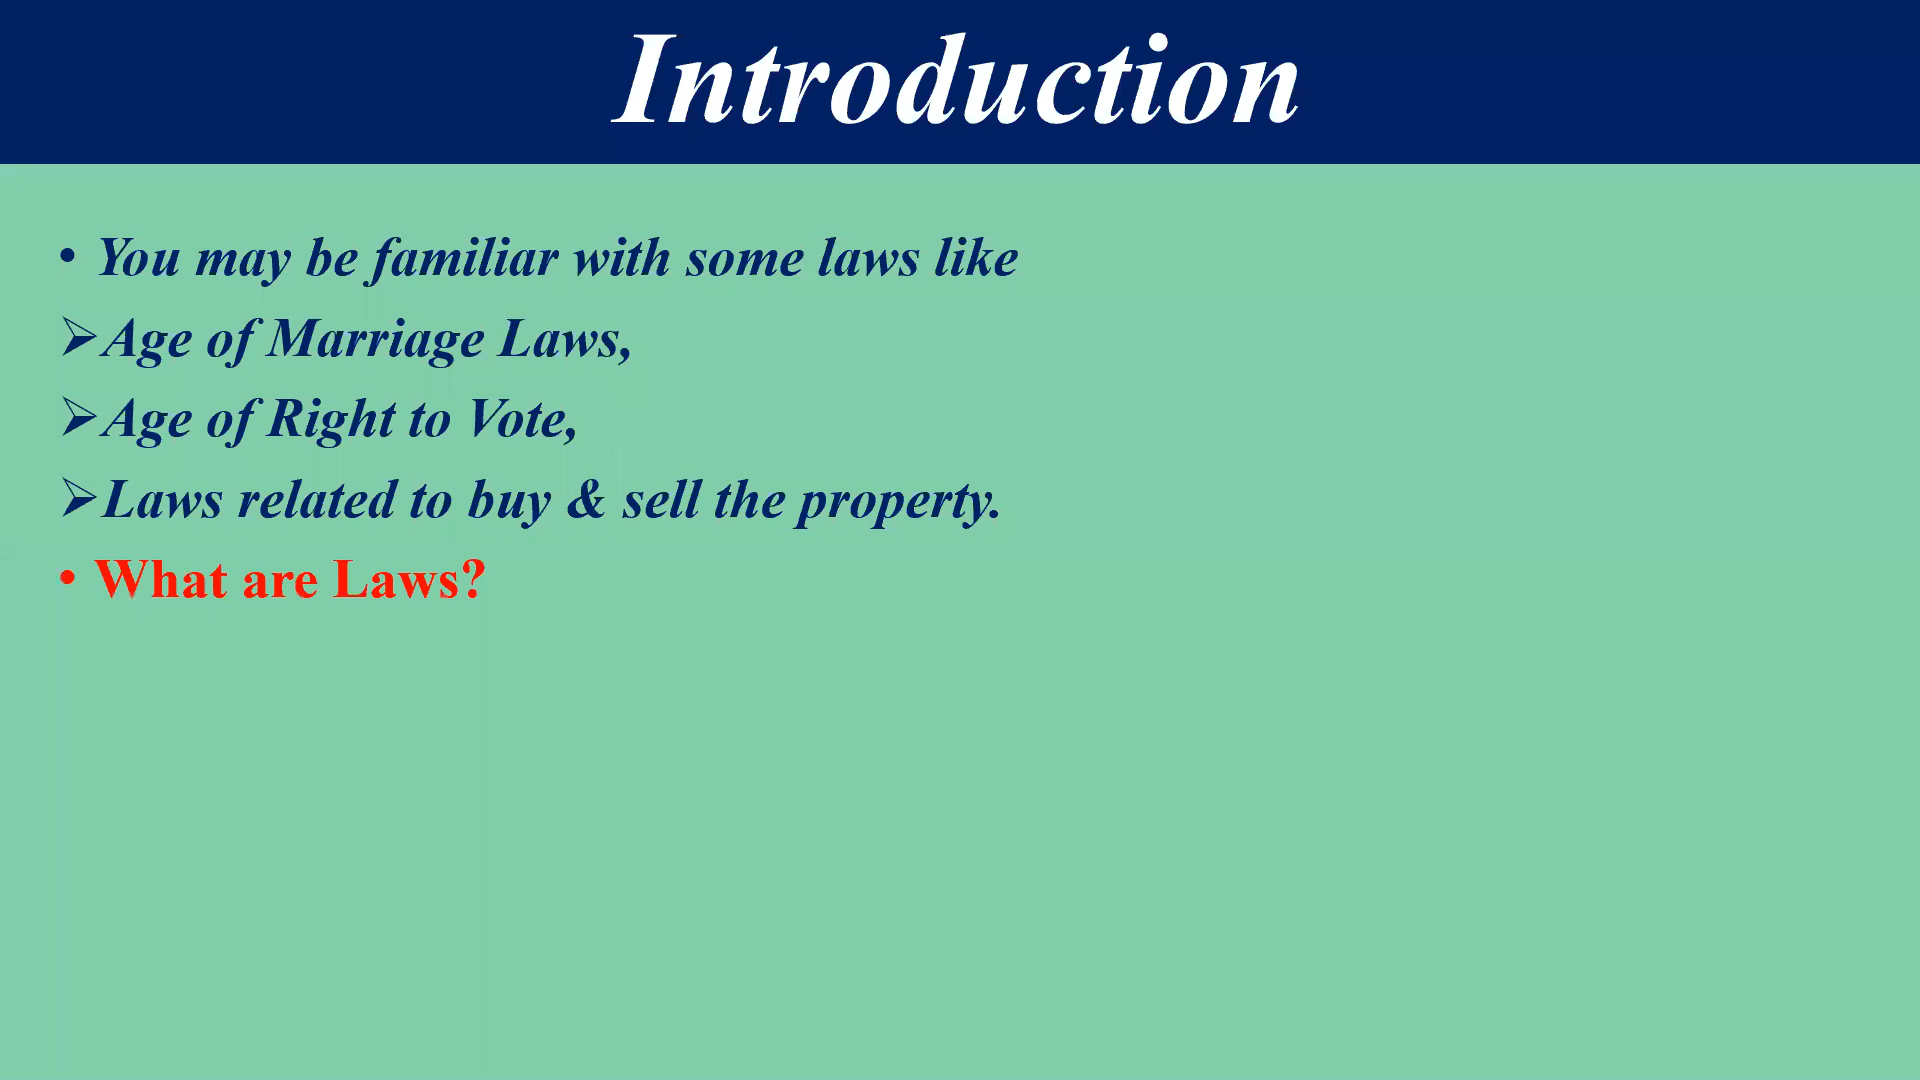 Introduction
• You may be familiar with some laws like
➢Age of Marriage Laws,
➢Age of Right to Vote,
➢Laws related to buy & sell the property.
• What are Laws?